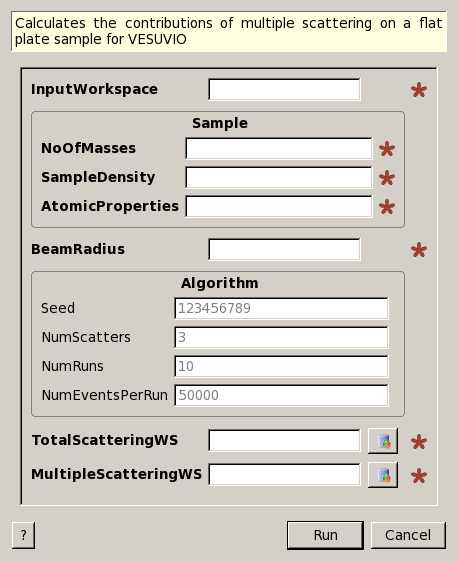 Calculates the contributions of multiple scattering on a flat
plate sample for VESUVIO
InputWorkspace
Sample
NoOfMasses
SampleDensity
AtomicProperties
BeamRadius
Algorithm
Seed 123456789
NumScatters 3
NumRuns 10
NumEventsPerRun 50000
TotalScatteringWS
MultipleScatteringWS
? Run Cancel